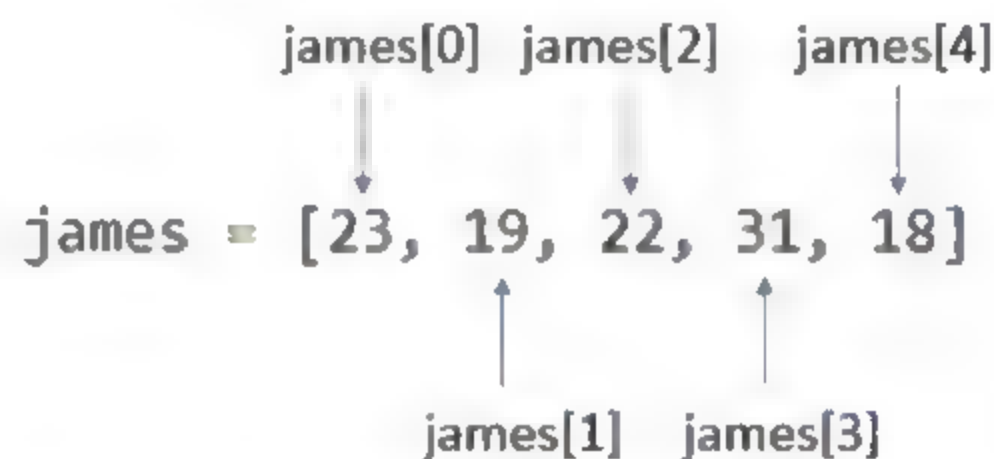 james[0] james[2] james[4]
james = [23, 19, 22, 31, 18]
james[1] james[3]